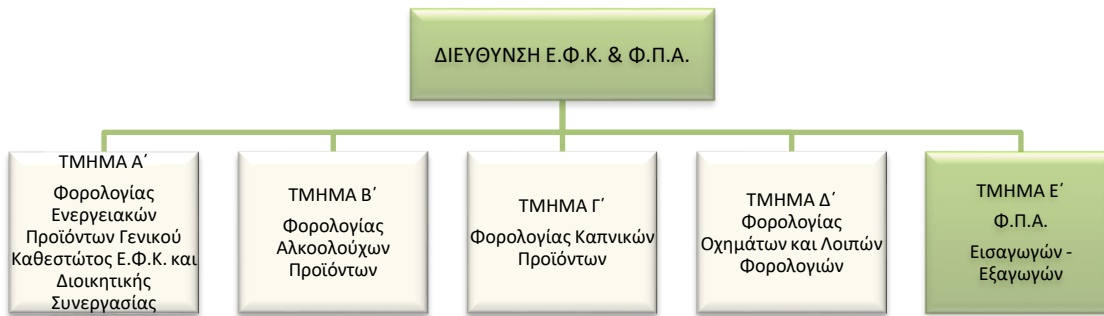 ΔΙΕΥΘΥΝΣΗ Ε.Φ.Κ. & Φ.Π.Α.
ΤΜΗΜΑ Α΄
Φορολογίας
Ενεργειακών
Προϊόντων Γενικού
Καθεστώτος Ε.Φ.Κ. και
Διοικητικής
Συνεργασίας
ΤΜΗΜΑ Β΄
Φορολογίας
Αλκοολούχων
Προϊόντων
ΤΜΗΜΑ Γ΄
Φορολογίας Καπνικών
Προϊόντων
ΤΜΗΜΑ Δ΄
Φορολογίας
Οχημάτων και Λοιπών
Φορολογιών
ΤΜΗΜΑ Ε΄
Φ.Π.Α.
Εισαγωγών -
Εξαγωγών